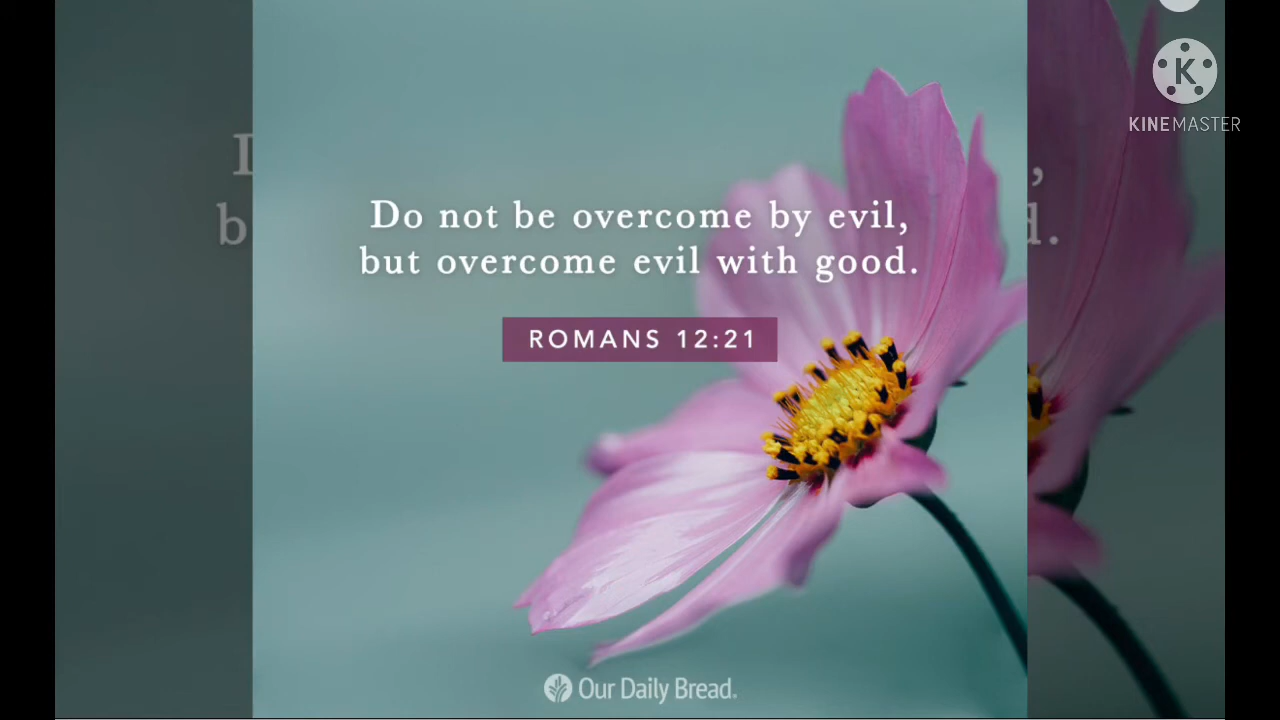 KINEMASTER
Do not be overcome by evil,
but overcome evil with good.
ROMANS 12:21
Our Daily Bread.